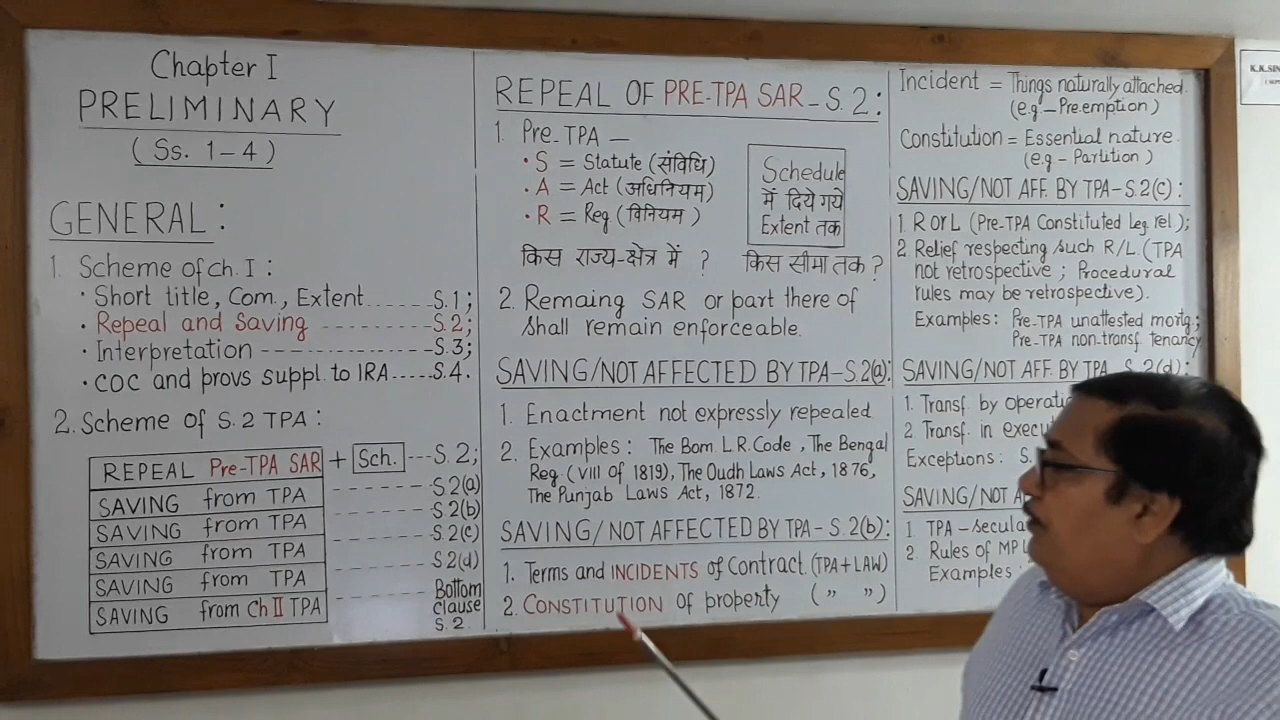 Chapter I
PRELIMINARY
(Ss. 1-4)
GENERAL:
1. Scheme of ch. I:
• Short title, Com., Extent......S.1;
• Repeal and Saving ----------S.2;
• Interpretation --------------S.3;
• COC and provs suppl. to IRA.....S.4.
2. Scheme of S.2 TPA:
REPEAL Pre-TPA SAR + Sch. ---S.2;
SAVING from TPA ------- S.2(a)
SAVING from TPA ------- S.2(b)
SAVING from TPA ------- S.2(c)
SAVING from TPA ------- S.2(d)
SAVING from Ch II TPA ------- Bottom
clause
S.2.
REPEAL OF PRE-TPA SAR - S.2:
1. Pre-TPA —
• S = Statute (संविधि)
• A = Act (अधिनियम)
• R = Reg (विनियम)
Schedule
में दिये गये
Extent तक
किस राज्य-क्षेत्र में ? किस सीमा तक ?
2. Remaing SAR or part there of
shall remain enforceable.
SAVING/NOT AFFECTED BY TPA-S.2(a):
1. Enactment not expressly repealed
2. Examples: The Bom L.R.Code, The Bengal
Reg. (VIII of 1819), The Oudh Laws Act, 1876,
The Punjab Laws Act, 1872.
SAVING/NOT AFFECTED BY TPA- S.2(b):
1. Terms and INCIDENTS of Contract. (TPA+LAW)
2. CONSTITUTION of property ( " " )
Incident = Things naturally attached.
(e.g - Pre.emption)
Constitution = Essential nature.
(e.g - Partition)
SAVING/NOT AFF. BY TPA-S.2(c):
1. R or L (Pre-TPA Constituted Leg. rel.);
2. Relief respecting such R/L. (TPA
not retrospective; Procedural
rules may be retrospective).
Examples: Pre-TPA unattested mortg.;
Pre-TPA non-transf. tenancy
SAVING/NOT AFF. BY TPA-S.2(d):
1. Transf. by
2 Transf. in
Exceptions: S.
SAVING/NOT
1. TPA -
2. Rules of
Examples:
K.K.SIN